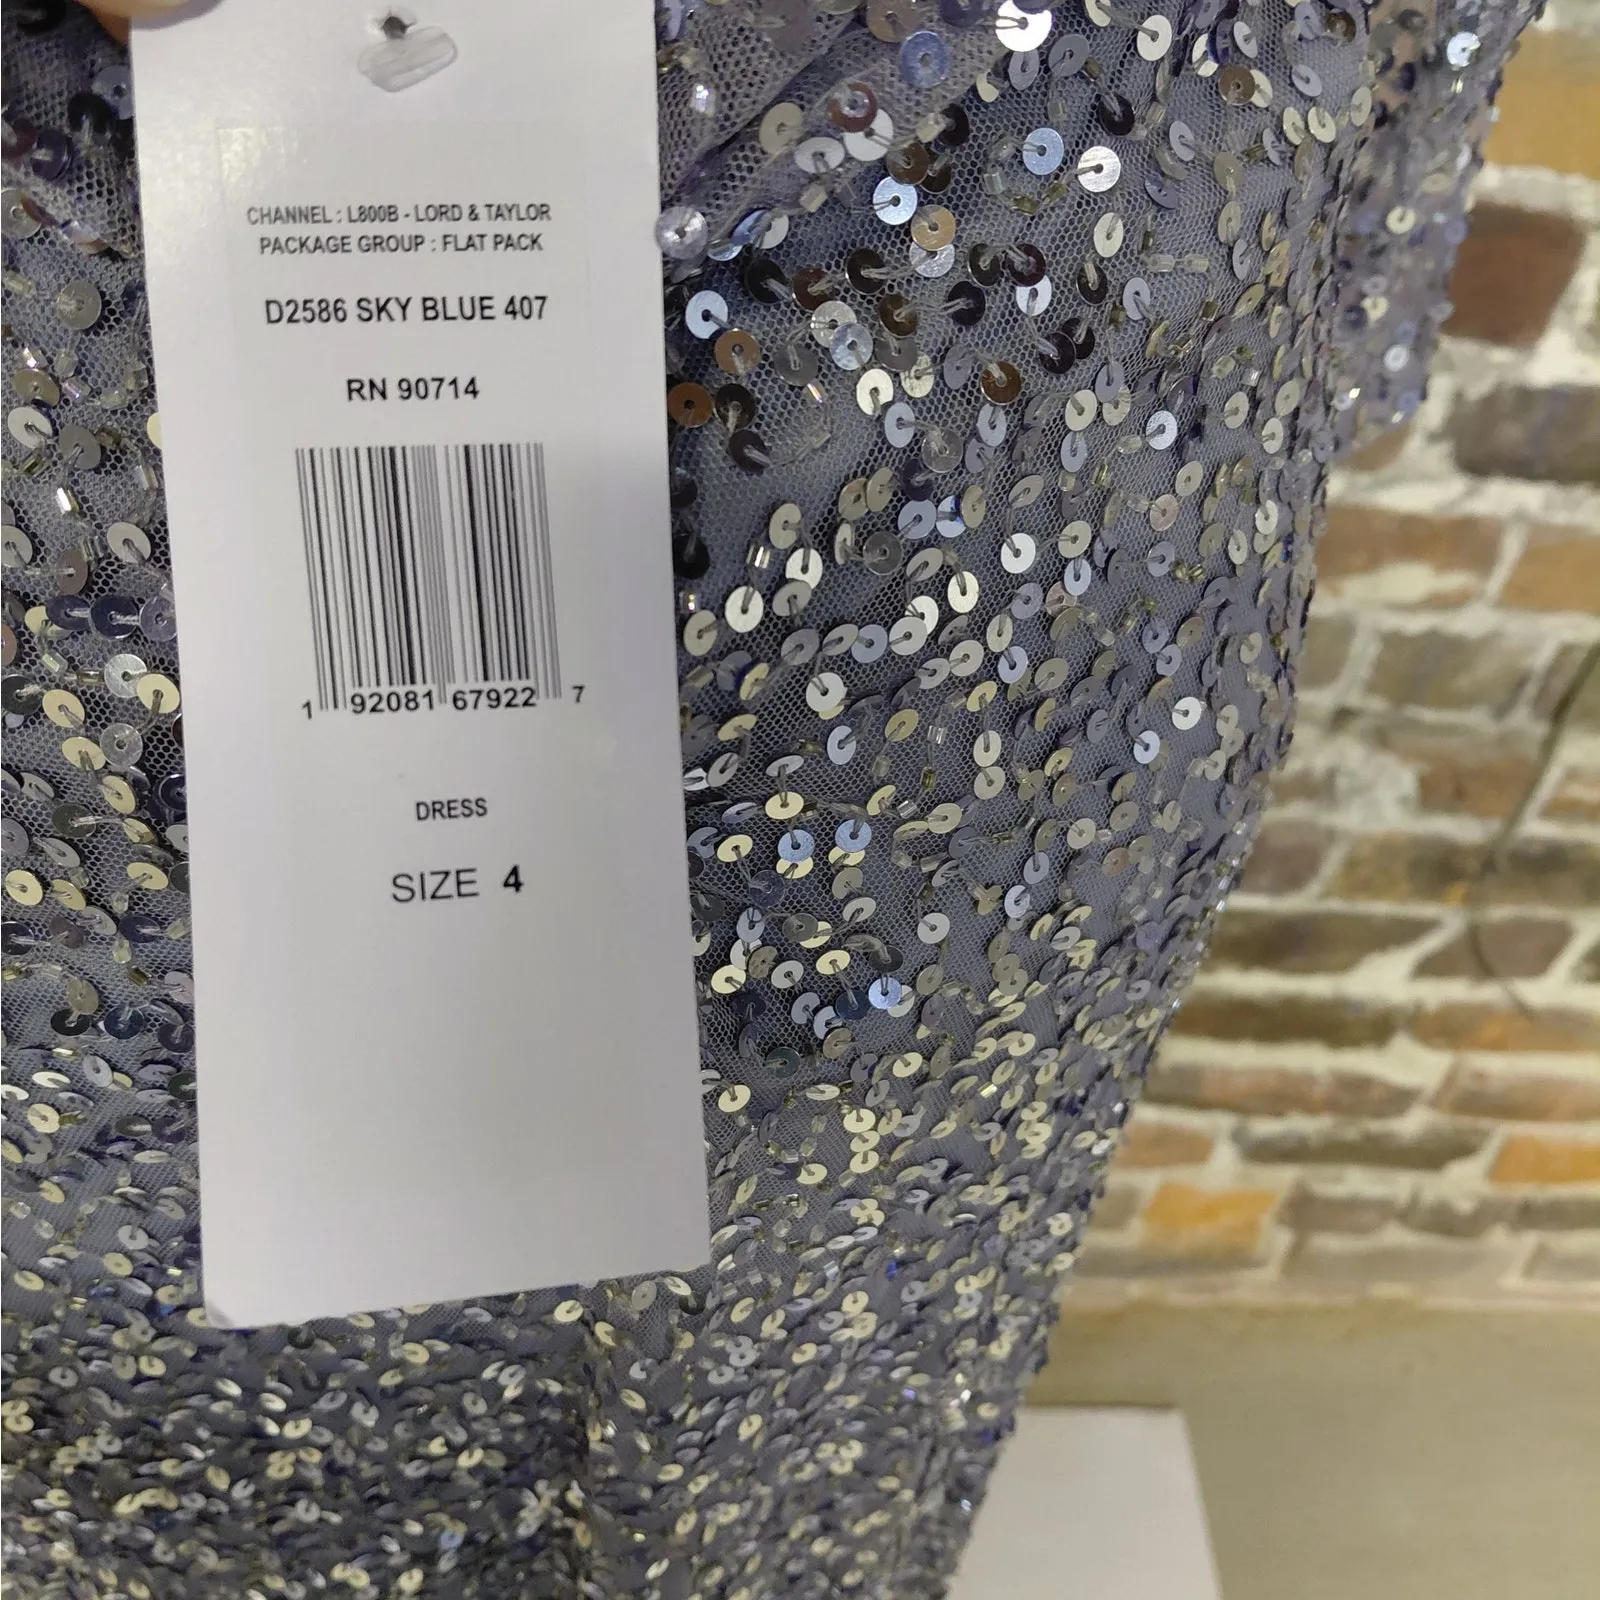 CHANNEL : L800B - LORD & TAYLOR
PACKAGE GROUP : FLAT PACK
D2586 SKY BLUE 407
RN 90714
1 92081 67922 7
DRESS
SIZE 4